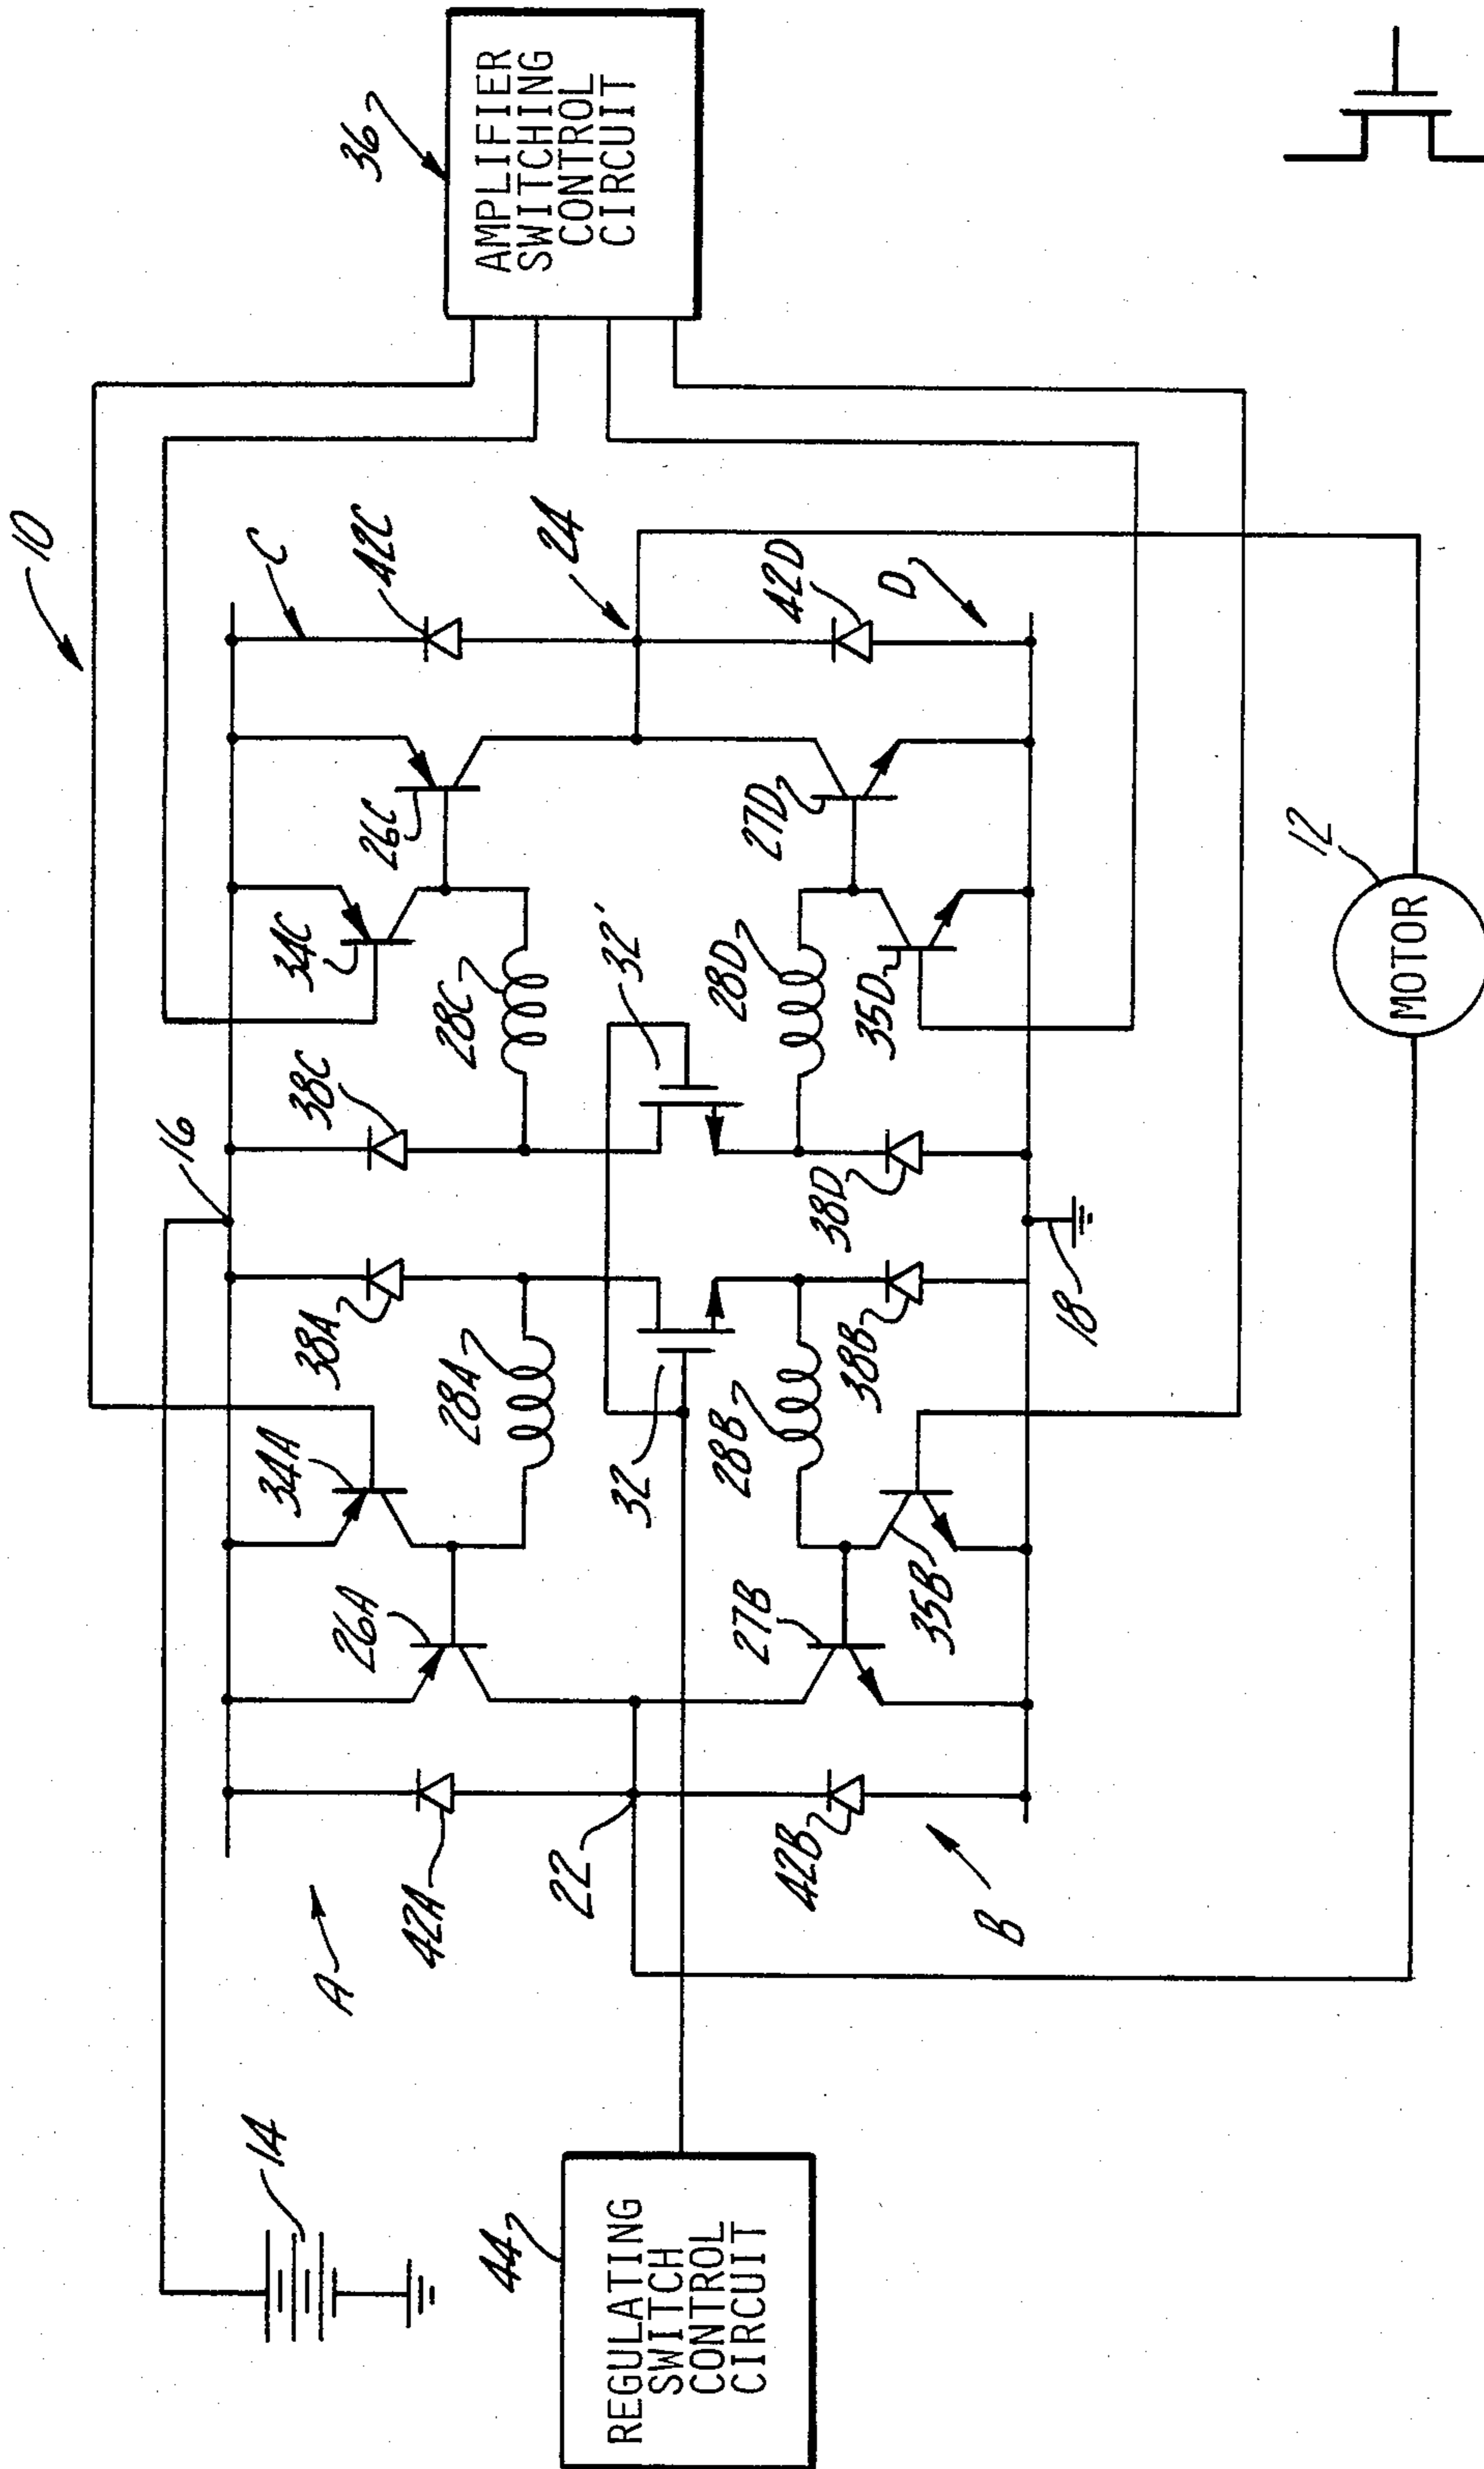 10
36
AMPLIFIER
SWITCHING
CONTROL
CIRCUIT
16
C
42C
24
42D
D
26C
34C
28C
32'
27D
28D
35D
38C
38D
12
MOTOR
38A
28A
32
28B
38B
18
34A
26A
27B
35B
22
42A
42B
A
B
14
44
REGULATING
SWITCH
CONTROL
CIRCUIT